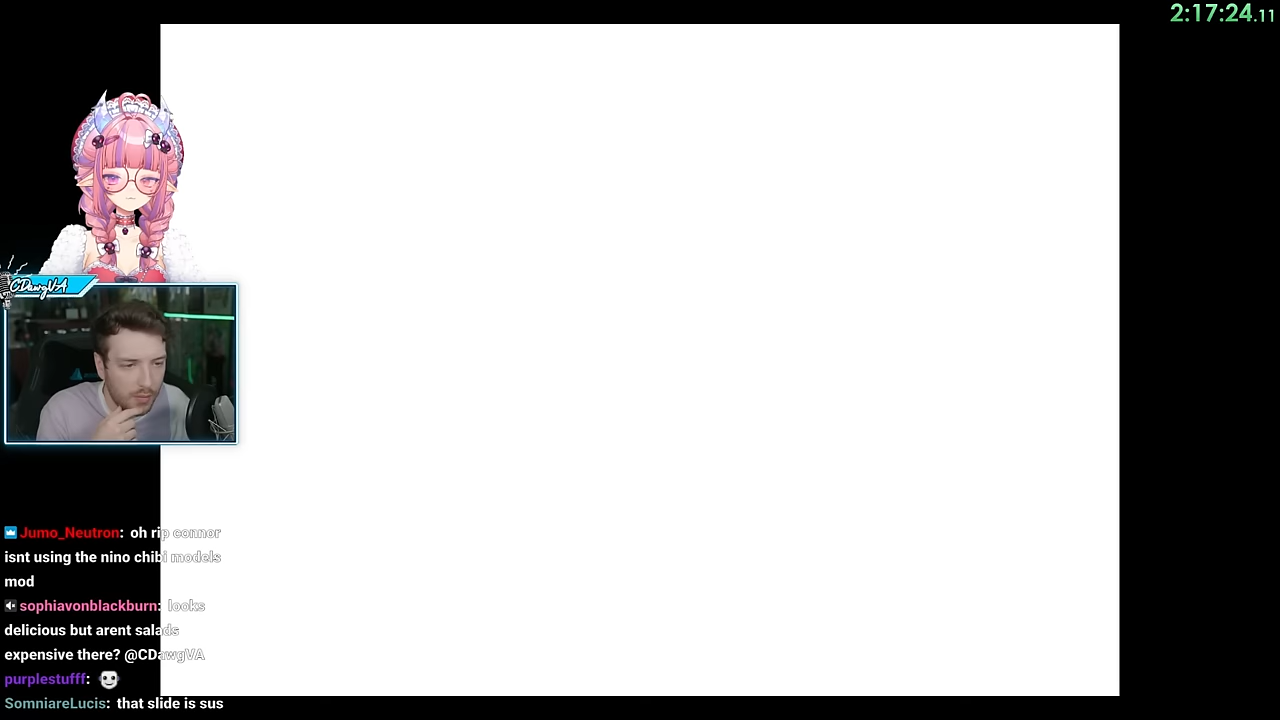 2:17:24.11
CDawgVA
Jumo_Neutron: oh rip connor
isnt using the nino chibi models
mod
sophiavonblackburn: looks
delicious but arent salads
expensive there? @CDawgVA
purplestufff:
SomniareLucis: that slide is sus